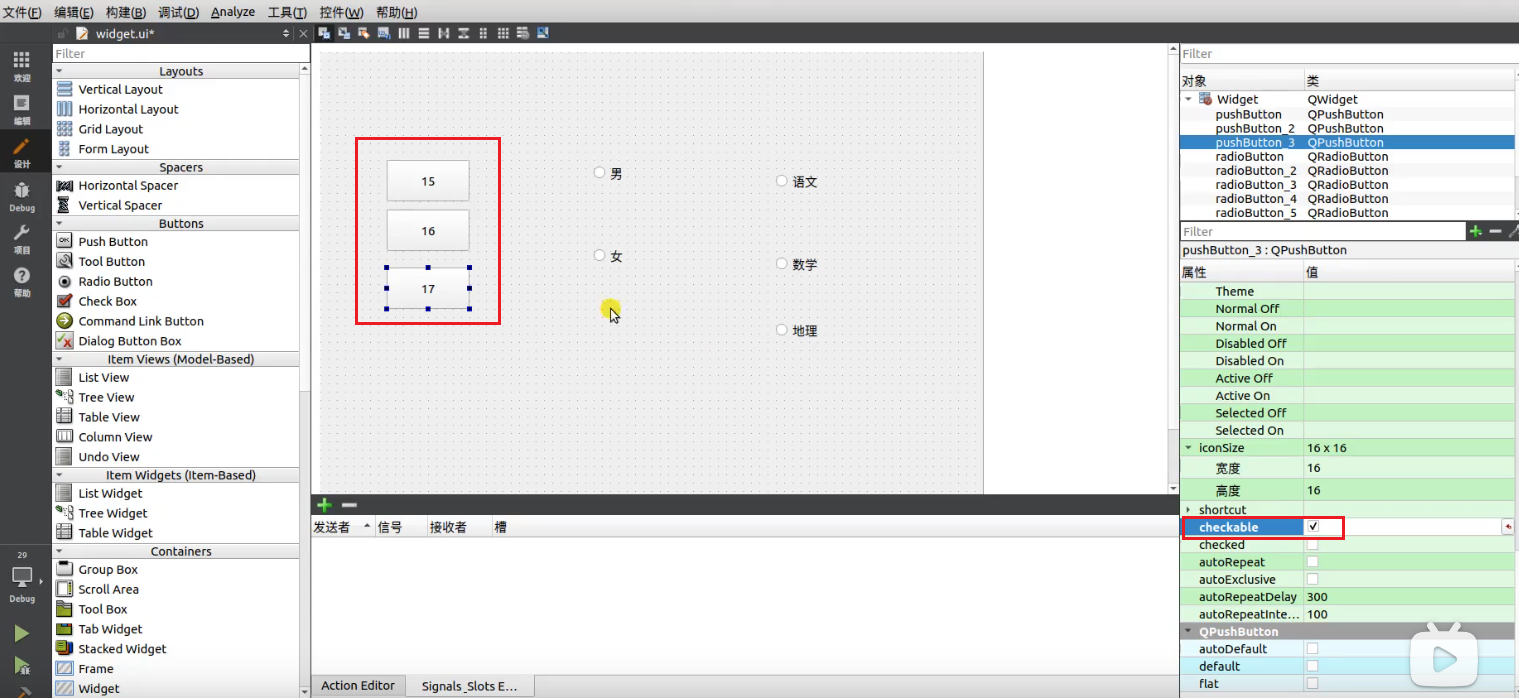 文件(F) 编辑(E) 构建(B) 调试(D) Analyze 工具(T) 控件(W) 帮助(H)
widget.ui*
欢迎
编辑
设计
Debug
项目
帮助
29
Debug
Filter
Layouts
Vertical Layout
Horizontal Layout
Grid Layout
Form Layout
Spacers
Horizontal Spacer
Vertical Spacer
Buttons
Push Button
Tool Button
Radio Button
Check Box
Command Link Button
Dialog Button Box
Item Views (Model-Based)
List View
Tree View
Table View
Column View
Undo View
Item Widgets (Item-Based)
List Widget
Tree Widget
Table Widget
Containers
Group Box
Scroll Area
Tool Box
Tab Widget
Stacked Widget
Frame
Widget
15
16
17
男
女
语文
数学
地理
发送者 信号 接收者 槽
Action Editor Signals_Slots E...
Filter
对象 类
Widget QWidget
pushButton QPushButton
pushButton_2 QPushButton
pushButton_3 QPushButton
radioButton QRadioButton
radioButton_2 QRadioButton
radioButton_3 QRadioButton
radioButton_4 QRadioButton
radioButton_5 QRadioButton
Filter
pushButton_3 : QPushButton
属性 值
Theme
Normal Off
Normal On
Disabled Off
Disabled On
Active Off
Active On
Selected Off
Selected On
iconSize 16 x 16
宽度 16
高度 16
shortcut
checkable
checked
autoRepeat
autoExclusive
autoRepeatDelay 300
autoRepeatInte... 100
QPushButton
autoDefault
default
flat